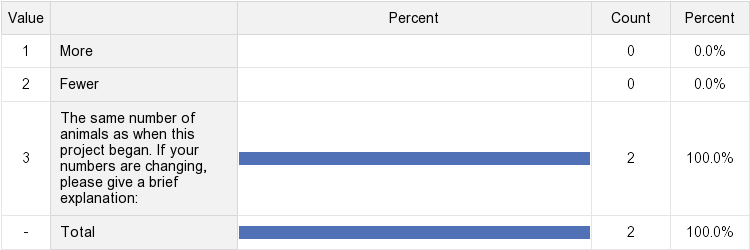 Value Percent Count Percent
1 More 0 0.0%
2 Fewer 0 0.0%
The same number of
animals as when this
project began. If your
3 numbers are changing, 2 100.0%
please give a brief
explanation:
- Total 2 100.0%